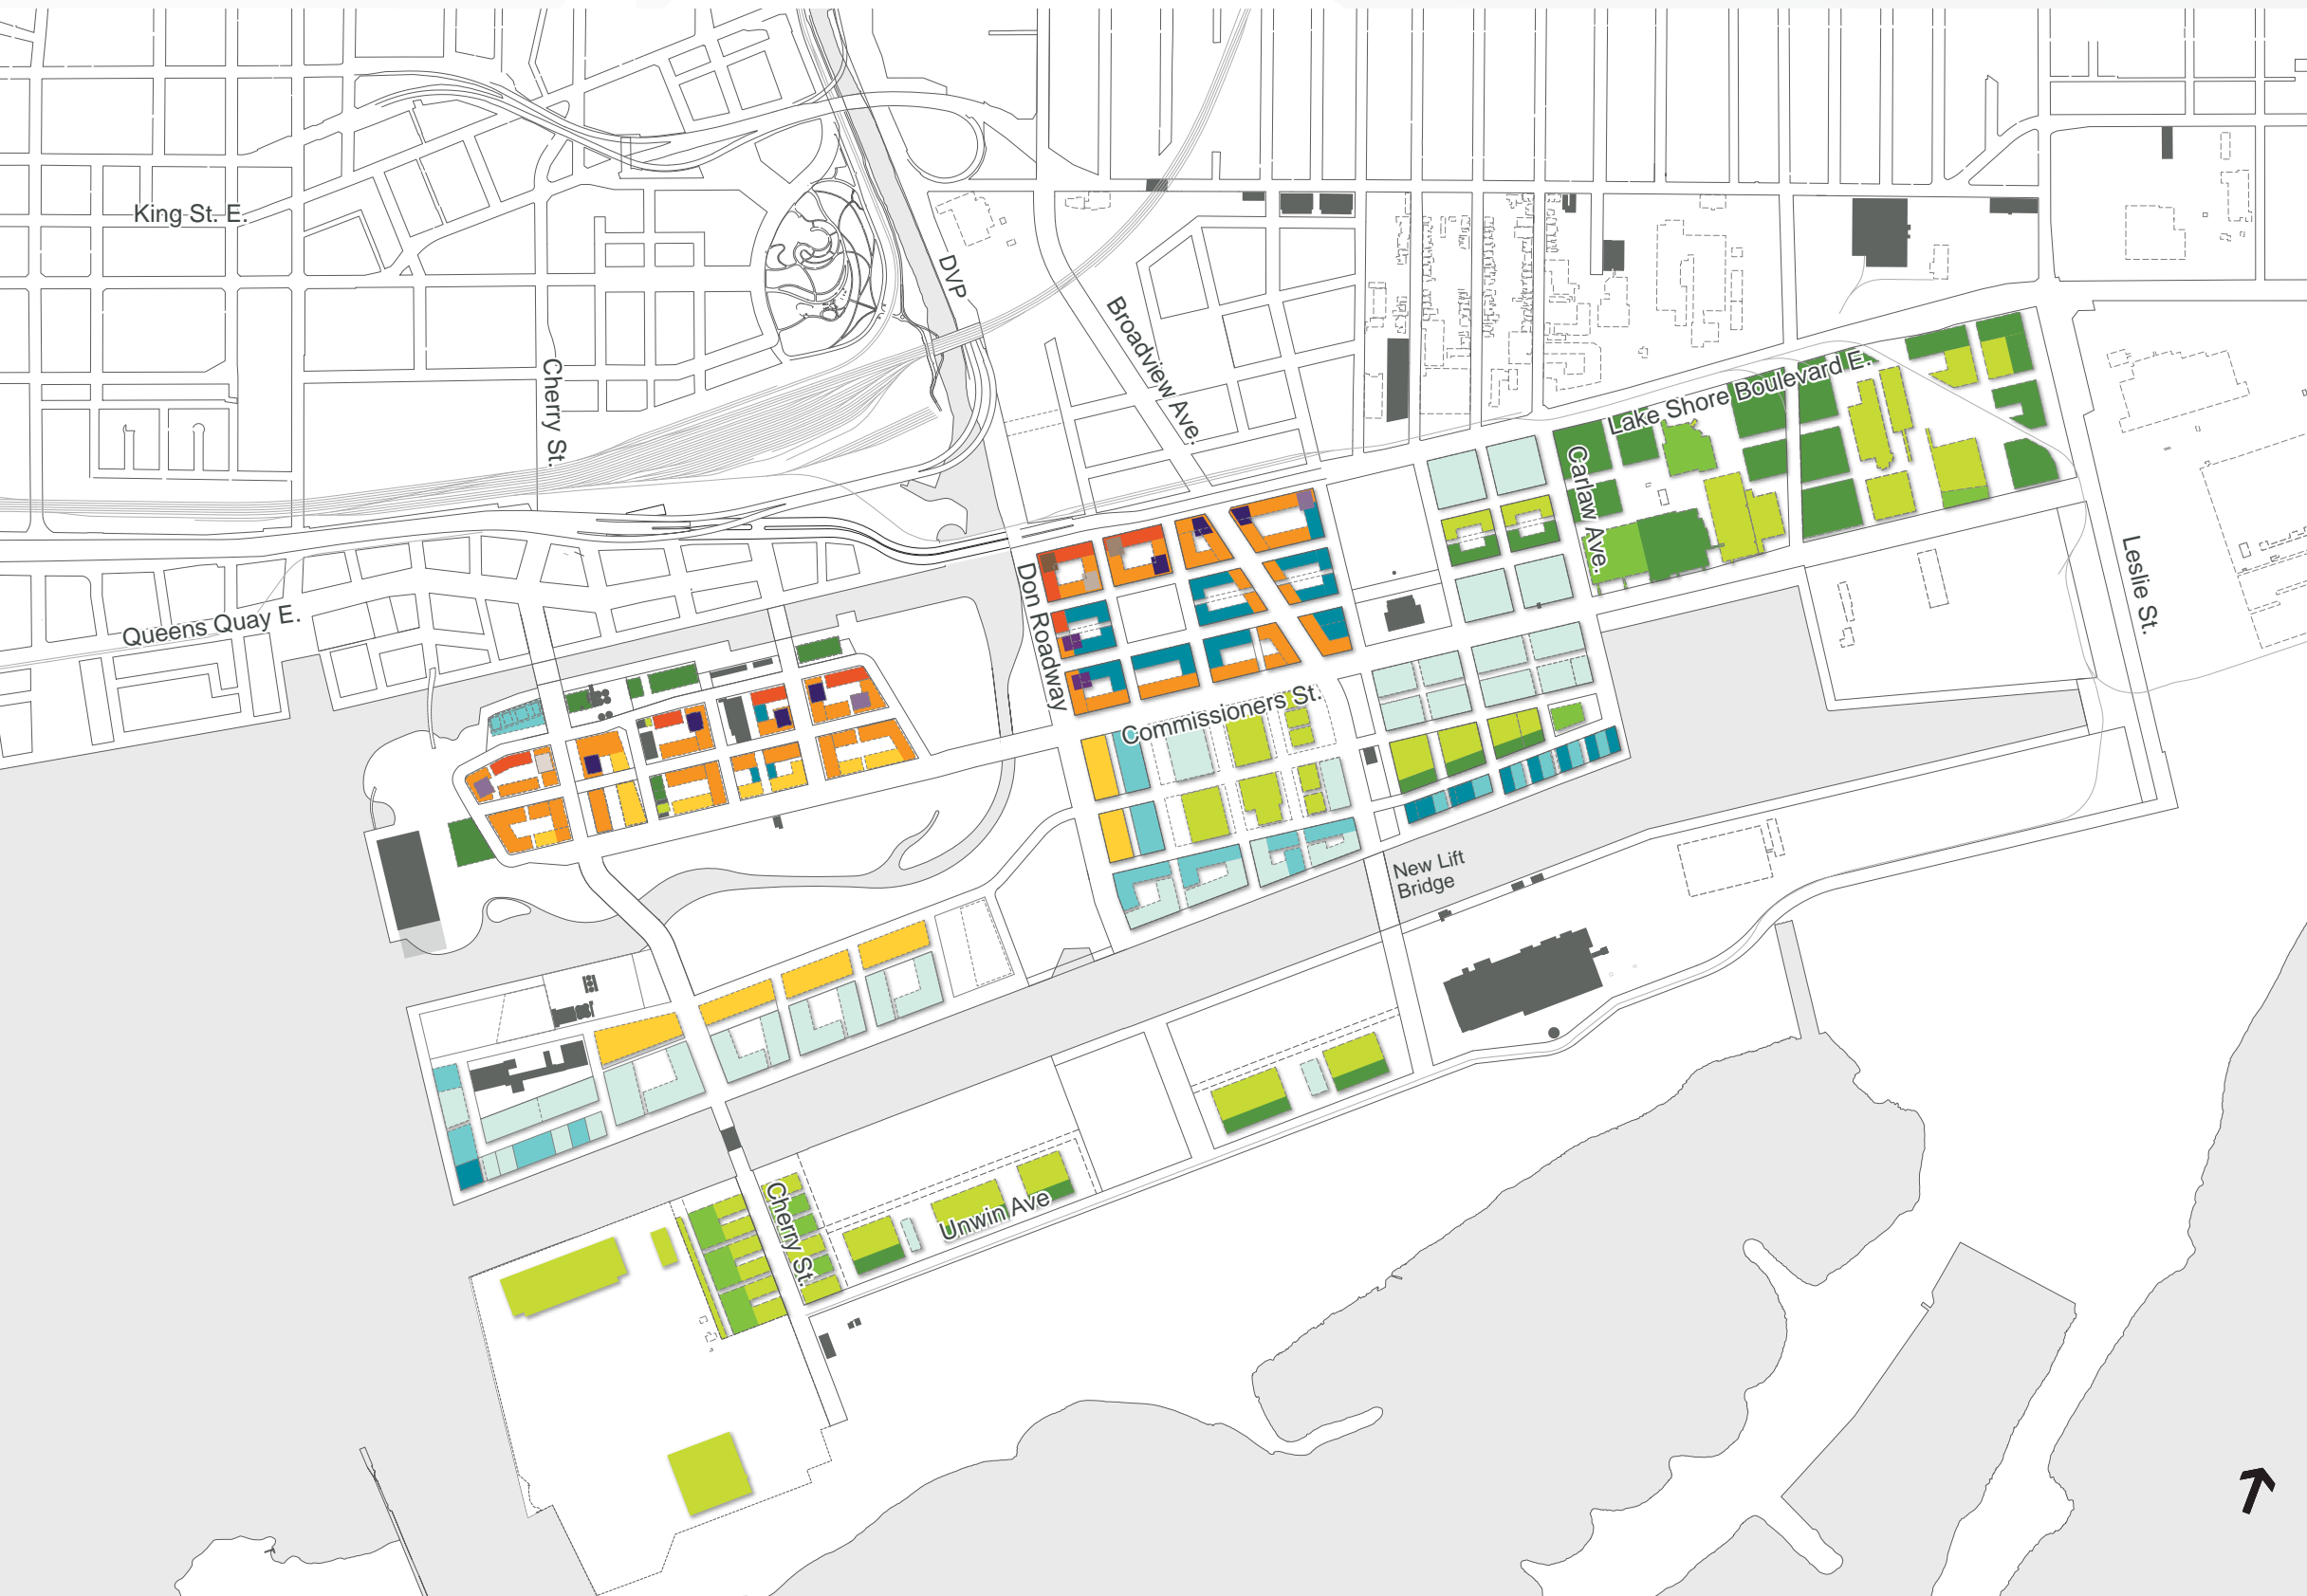 King St. E.
DVP
Broadview Ave.
Cherry St.
Lake Shore Boulevard E.
Carlaw Ave.
Leslie St.
Queens Quay E.
Don Roadway
Commissioners St.
New Lift
Bridge
Cherry St.
Unwin Ave